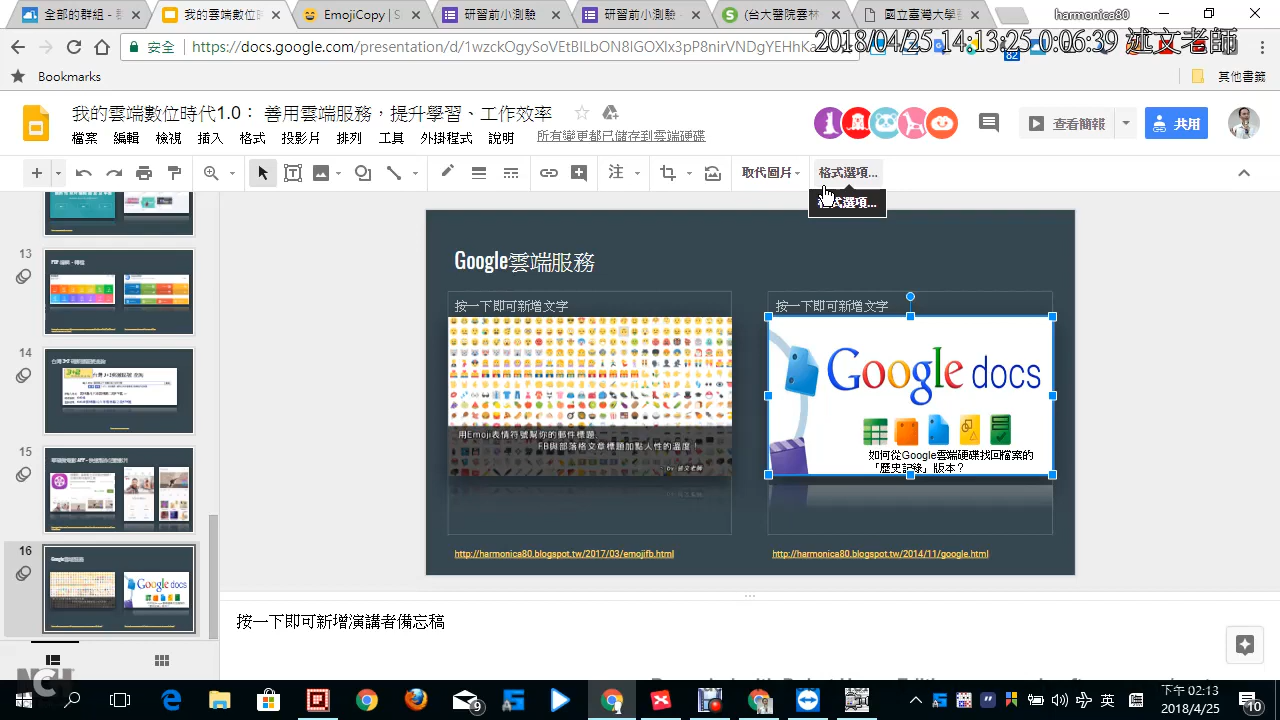 全部的群組 - 群
我的雲端數位時
EmojiCopy | S
研習前小測驗 -
研習前小測驗 -
(台大醫院雲林
國立臺灣大學
harmonica80
安全
https://docs.google.com/presentation/d/1wzckOgySoVEtBILbON8IGOXlx3pP8nirVNDgYEHhKa
2018/04/25 14:13:25 0:06:39 述文老師
82
Bookmarks
其他書籤
我的雲端數位時代1.0： 善用雲端服務，提升學習、工作效率
檔案 編輯 檢視 插入 格式 投影片 排列 工具 外掛程式 說明
所有變更都已儲存到雲端硬碟
查看簡報
共用
注
取代圖片
格式選項...
格式選項...
13
14
15
16
Google雲端服務
按一下即可新增文字
按一下即可新增文字
用Emoji表情符號幫你的郵件標題、
FB與部落格文章標題加點人性的溫度！
By 述文老師
Google docs
如何從Google雲端硬碟找回檔案的
「歷史記錄」版本？
http://harmonica80.blogspot.tw/2017/03/emojifb.html
http://harmonica80.blogspot.tw/2014/11/google.html
按一下即可新增演講者備忘稿
NCH
9
英
下午 02:13
2018/4/25
10